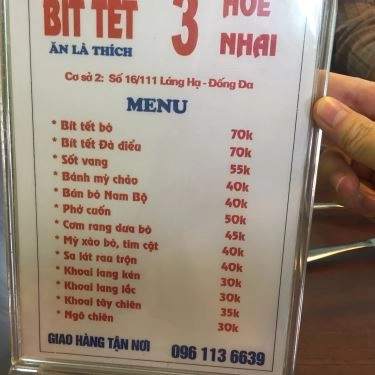 BÍT TẾT 3 HOÈ NHAI
ĂN LÀ THÍCH
Cơ sở 2: Số 16/111 Láng Hạ - Đống Đa
MENU
* Bít tết bò 70k
* Bít tết Đà điểu 70k
* Sốt vang 55k
* Bánh mỳ chảo 40k
* Bán bò Nam Bộ 40k
* Phở cuốn 50k
* Cơm rang dưa bò 45k
* Mỳ xào bò, tim cật 40k
* Sa lát rau trộn 40k
* Khoai lang kén 30k
* Khoai lang lắc 30k
* Khoai tây chiên 35k
* Ngô chiên 30k
GIAO HÀNG TẬN NƠI 096 113 6639